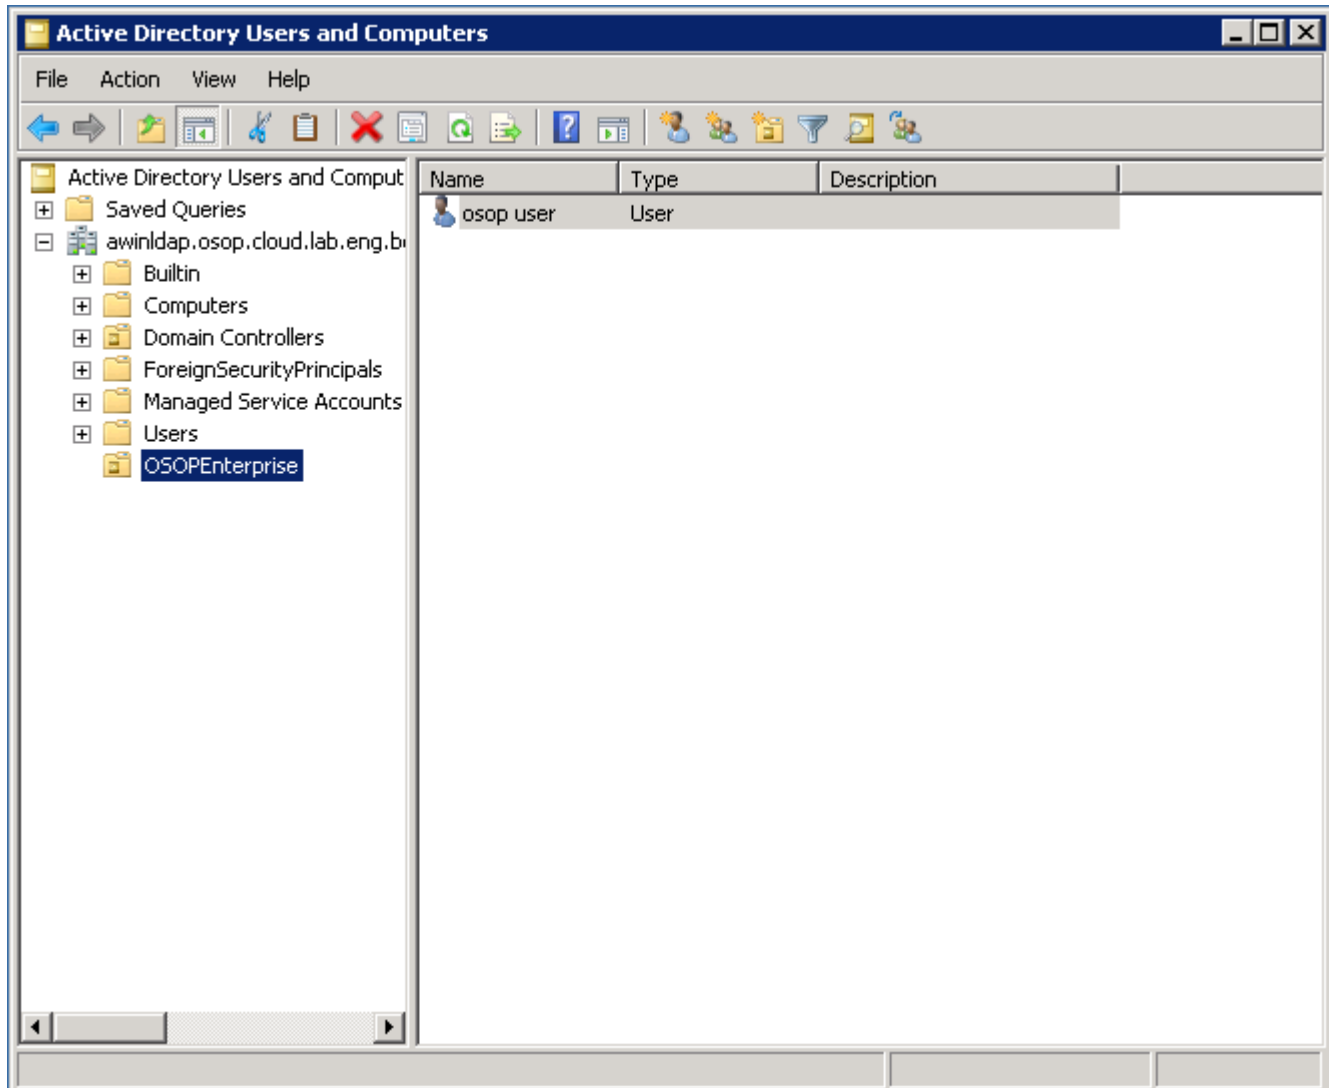 Active Directory Users and Computers
File Action View Help
Active Directory Users and Comput
Saved Queries
awinldap.osop.cloud.lab.eng.b
Builtin
Computers
Domain Controllers
ForeignSecurityPrincipals
Managed Service Accounts
Users
OSOPEnterprise
Name Type Description
osop user User